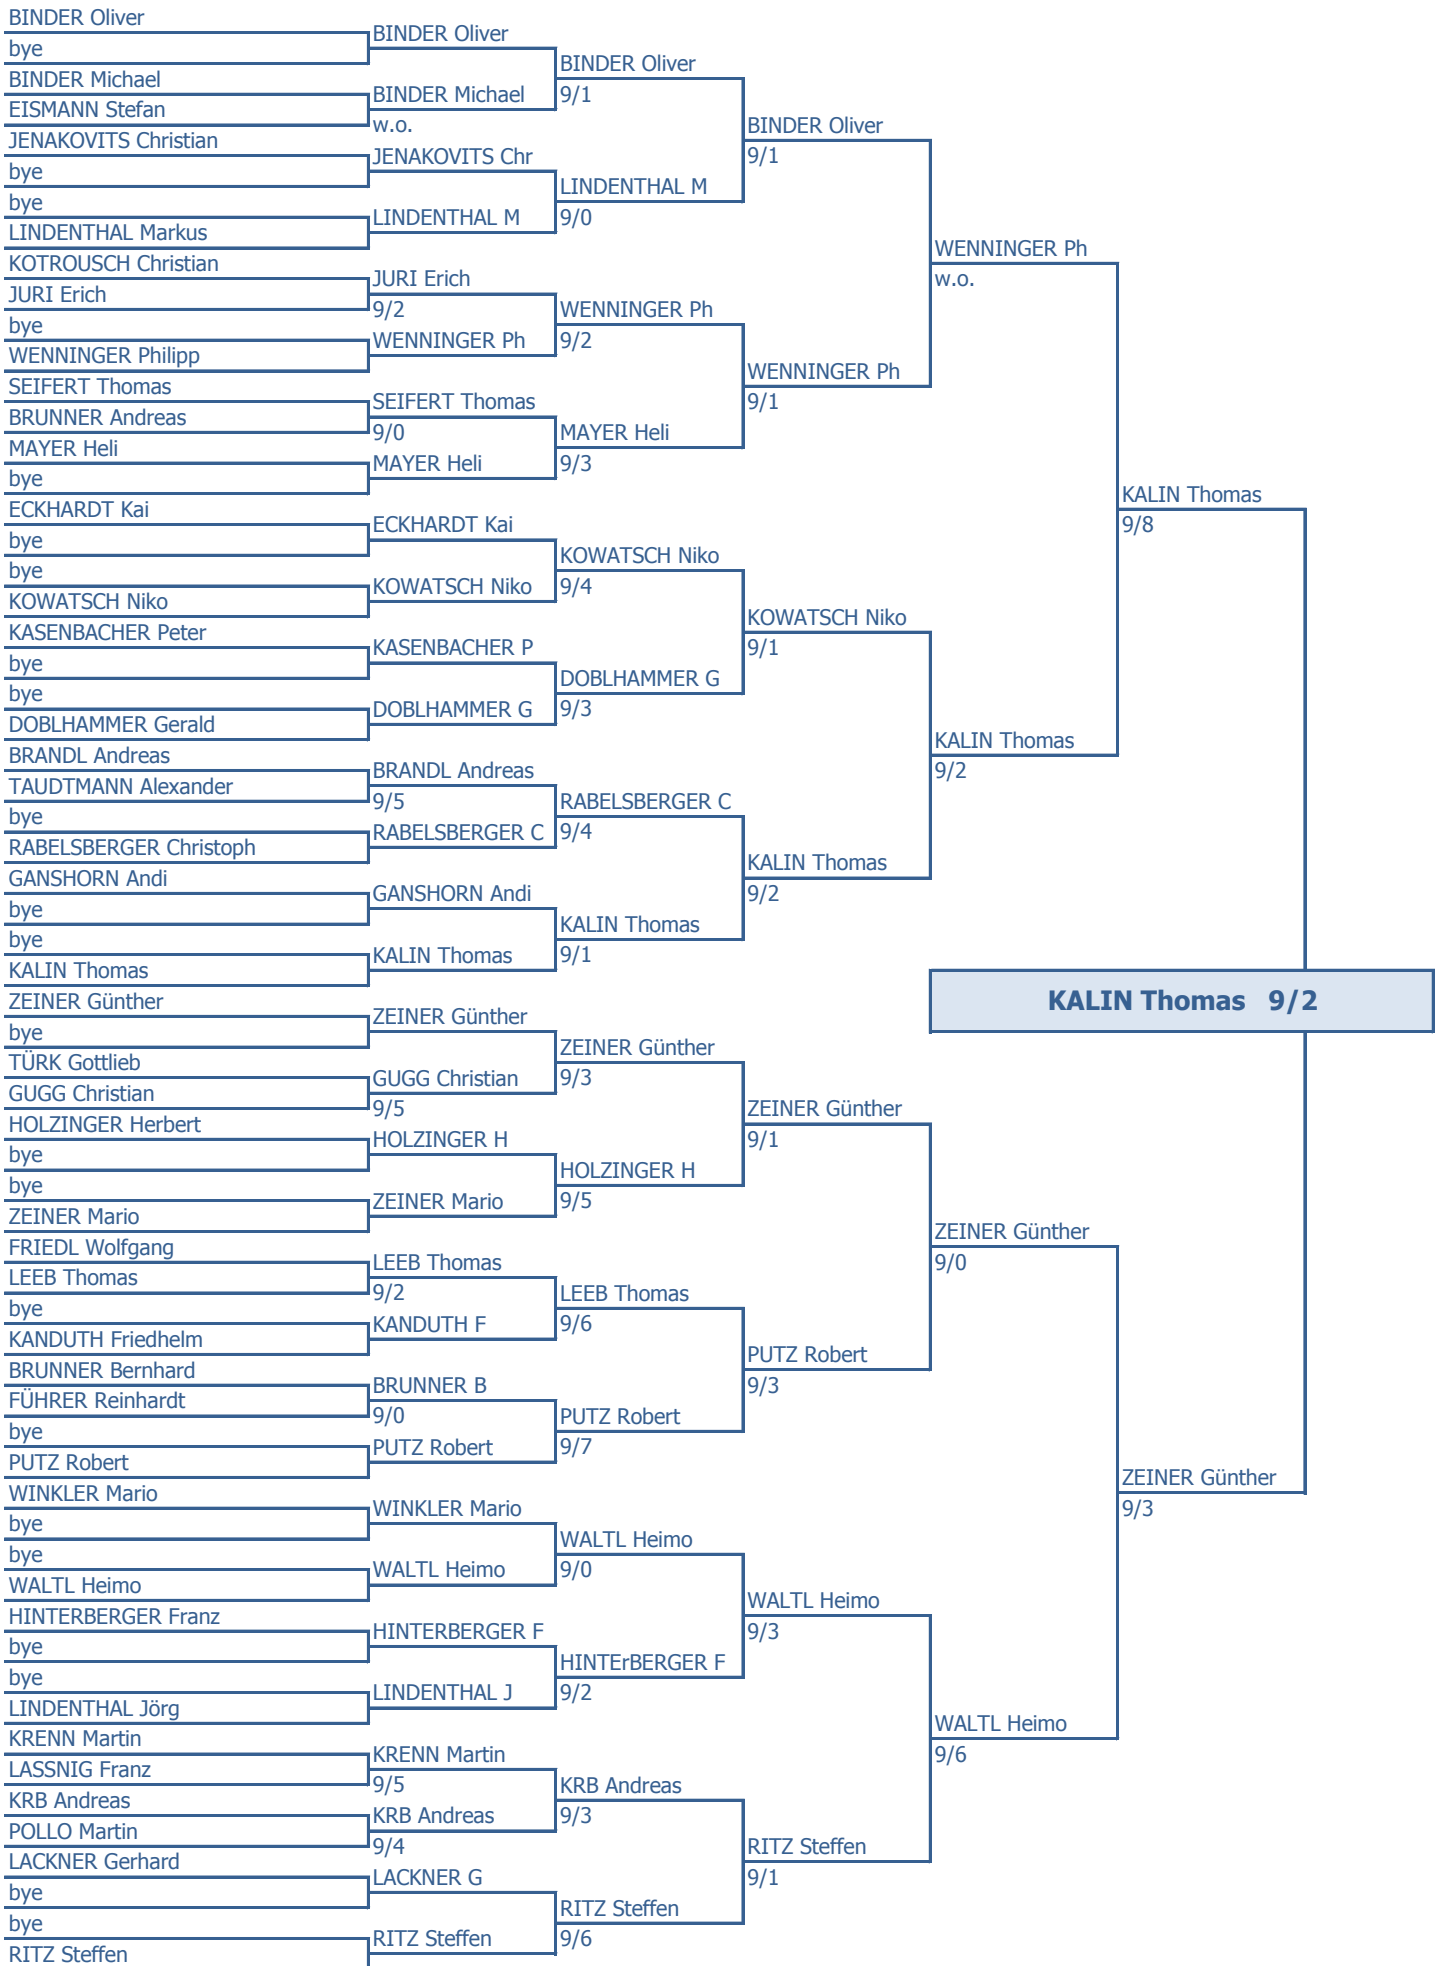 BINDER Oliver
bye
BINDER Michael
EISMANN Stefan
JENAKOVITS Christian
bye
bye
LINDENTHAL Markus
KOTROUSCH Christian
JURI Erich
bye
WENNINGER Philipp
SEIFERT Thomas
BRUNNER Andreas
MAYER Heli
bye
ECKHARDT Kai
bye
bye
KOWATSCH Niko
KASENBACHER Peter
bye
bye
DOBLHAMMER Gerald
BRANDL Andreas
TAUDTMANN Alexander
bye
RABELSBERGER Christoph
GANSHORN Andi
bye
bye
KALIN Thomas
ZEINER Günther
bye
TÜRK Gottlieb
GUGG Christian
HOLZINGER Herbert
bye
bye
ZEINER Mario
FRIEDL Wolfgang
LEEB Thomas
bye
KANDUTH Friedhelm
BRUNNER Bernhard
FÜHRER Reinhardt
bye
PUTZ Robert
WINKLER Mario
bye
bye
WALTL Heimo
HINTERBERGER Franz
bye
bye
LINDENTHAL Jörg
KRENN Martin
LASSNIG Franz
KRB Andreas
POLLO Martin
LACKNER Gerhard
bye
bye
RITZ Steffen
BINDER Oliver
BINDER Michael
w.o.
JENAKOVITS Chr
LINDENTHAL M
JURI Erich
9/2
WENNINGER Ph
SEIFERT Thomas
9/0
MAYER Heli
ECKHARDT Kai
KOWATSCH Niko
KASENBACHER P
DOBLHAMMER G
BRANDL Andreas
9/5
RABELSBERGER C
GANSHORN Andi
KALIN Thomas
ZEINER Günther
GUGG Christian
9/5
HOLZINGER H
ZEINER Mario
LEEB Thomas
9/2
KANDUTH F
BRUNNER B
9/0
PUTZ Robert
WINKLER Mario
WALTL Heimo
HINTERBERGER F
LINDENTHAL J
KRENN Martin
9/5
KRB Andreas
9/4
LACKNER G
RITZ Steffen
BINDER Oliver
9/1
LINDENTHAL M
9/0
WENNINGER Ph
9/2
MAYER Heli
9/3
KOWATSCH Niko
9/4
DOBLHAMMER G
9/3
RABELSBERGER C
9/4
KALIN Thomas
9/1
ZEINER Günther
9/3
HOLZINGER H
9/5
LEEB Thomas
9/6
PUTZ Robert
9/7
WALTL Heimo
9/0
HINTErBERGER F
9/2
KRB Andreas
9/3
RITZ Steffen
9/6
BINDER Oliver
9/1
WENNINGER Ph
9/1
KOWATSCH Niko
9/1
KALIN Thomas
9/2
ZEINER Günther
9/1
PUTZ Robert
9/3
WALTL Heimo
9/3
RITZ Steffen
9/1
WENNINGER Ph
w.o.
KALIN Thomas
9/2
ZEINER Günther
9/0
WALTL Heimo
9/6
KALIN Thomas
9/8
ZEINER Günther
9/3
KALIN Thomas 9/2